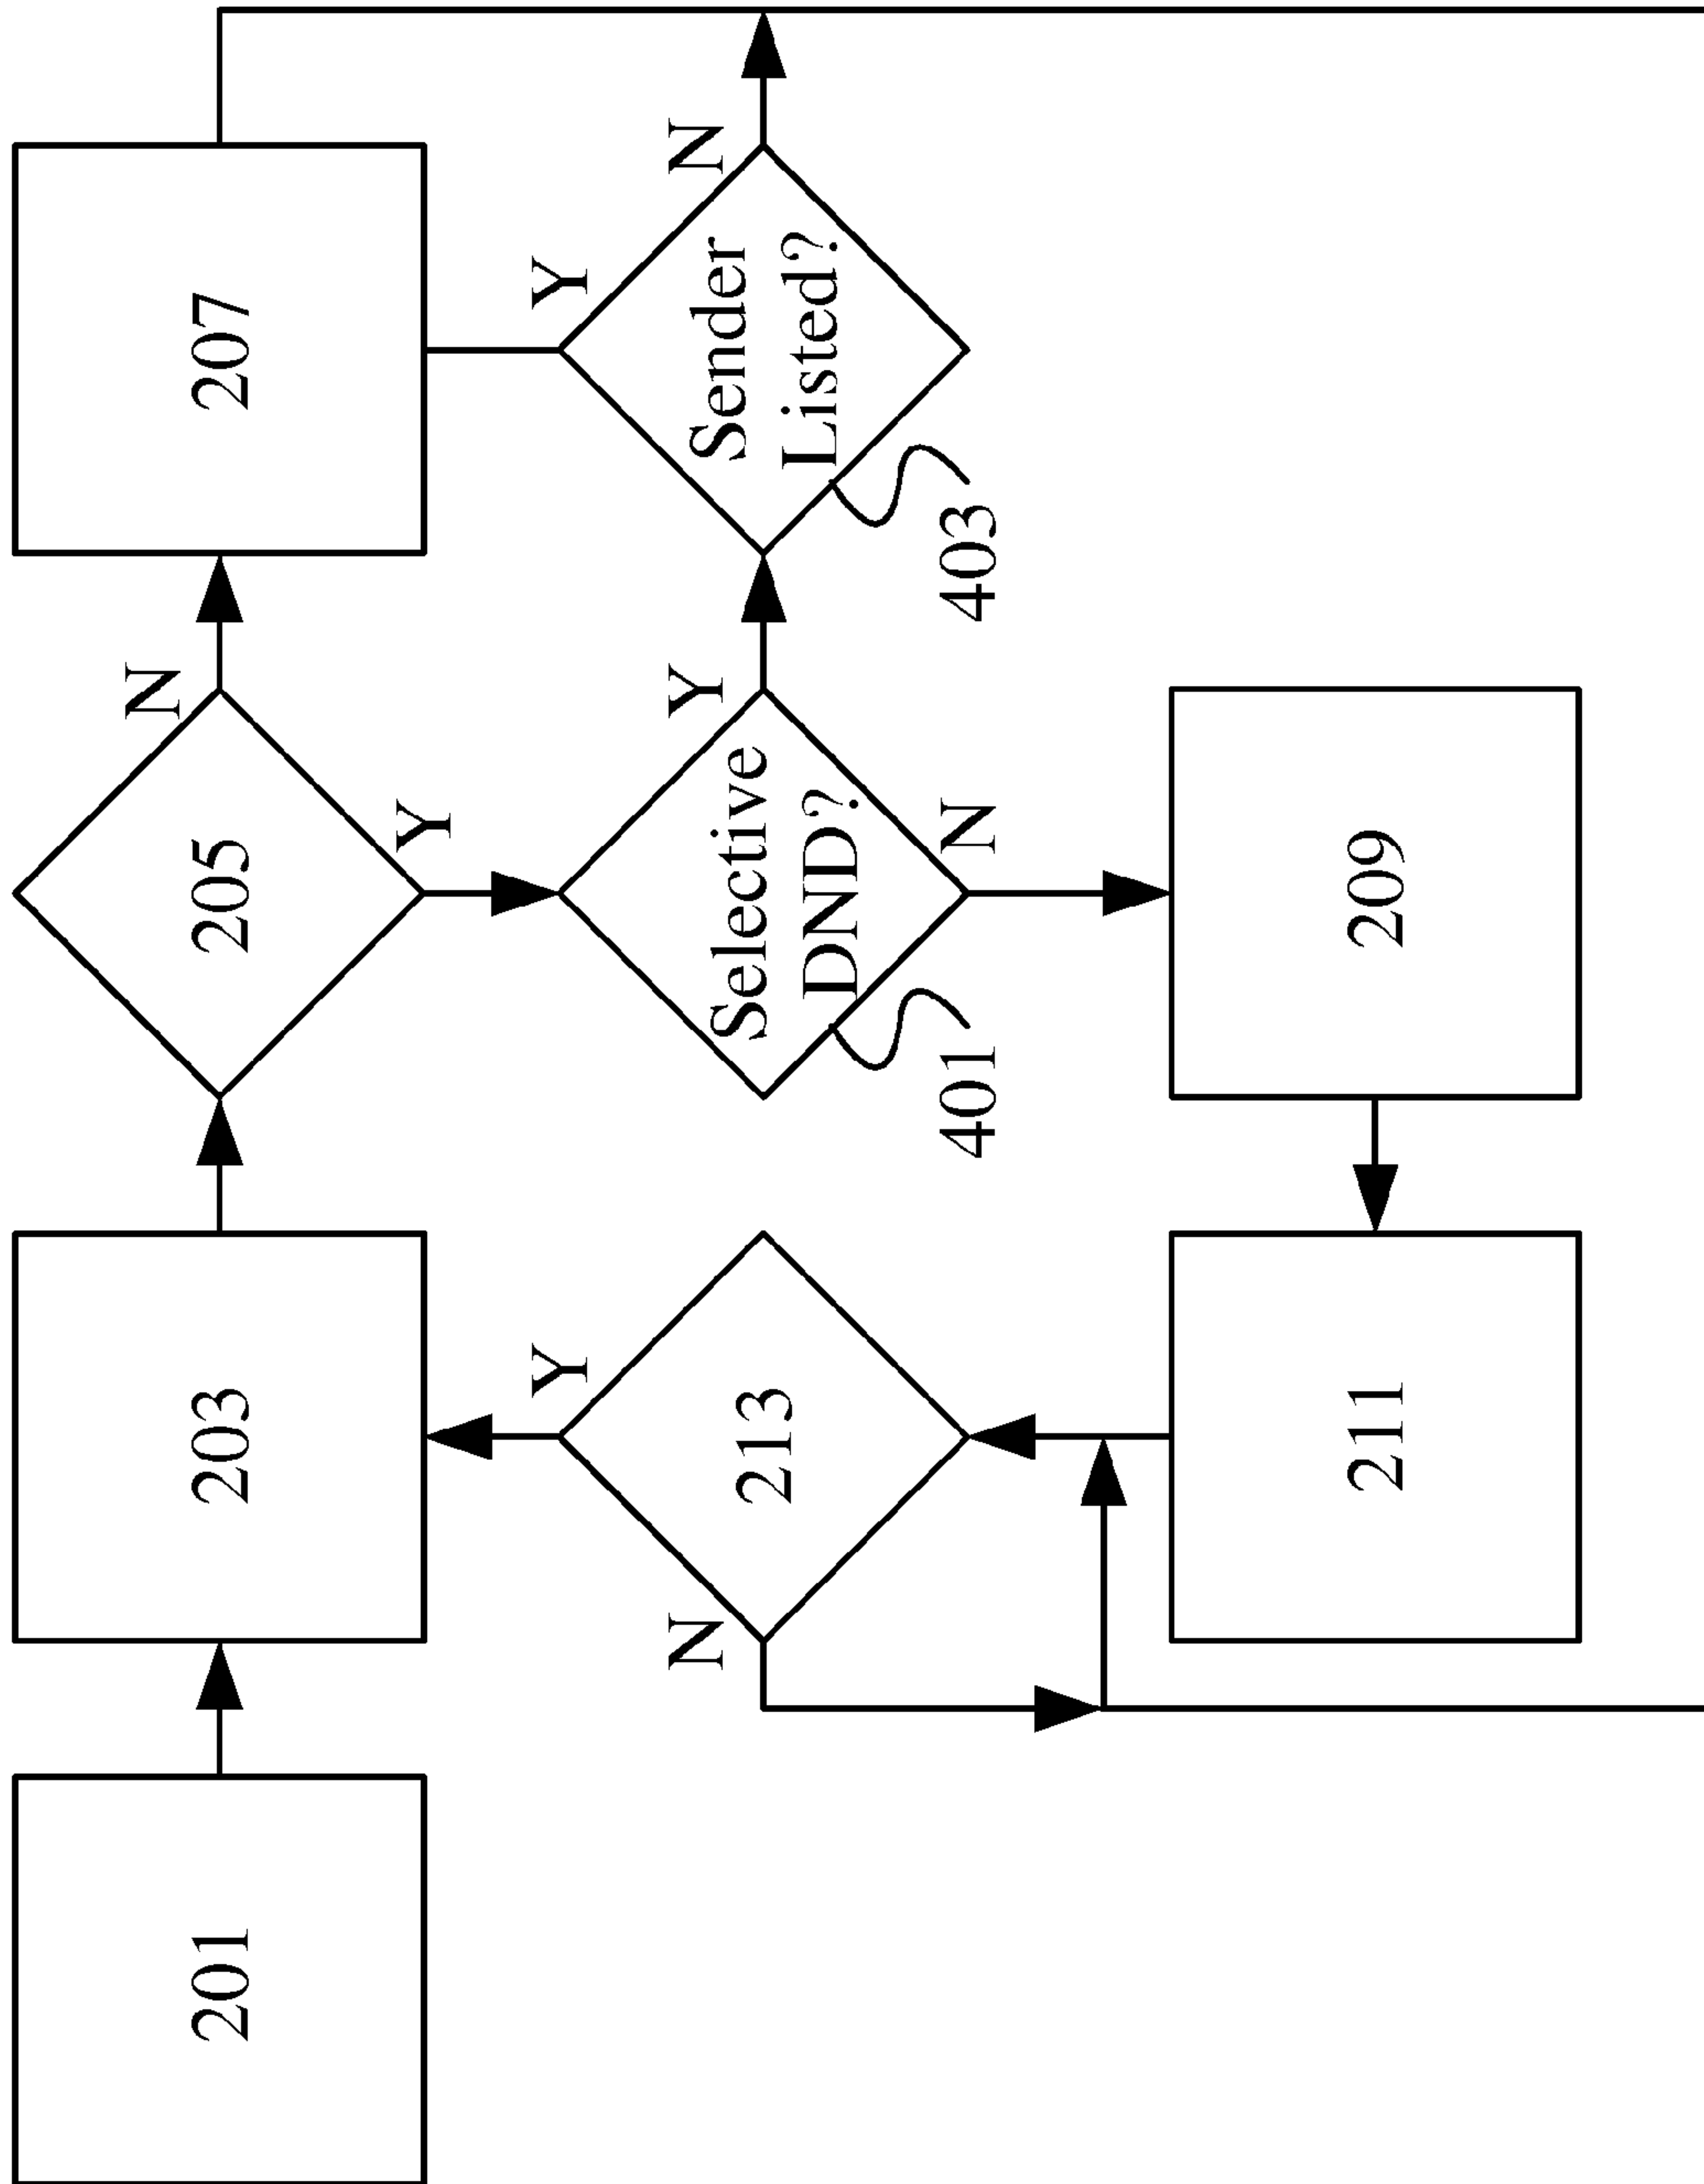 201
203
205
N
207
Y
Y
N
213
Selective
DND?
Y
Sender
Listed?
Y
N
401
N
403
211
209